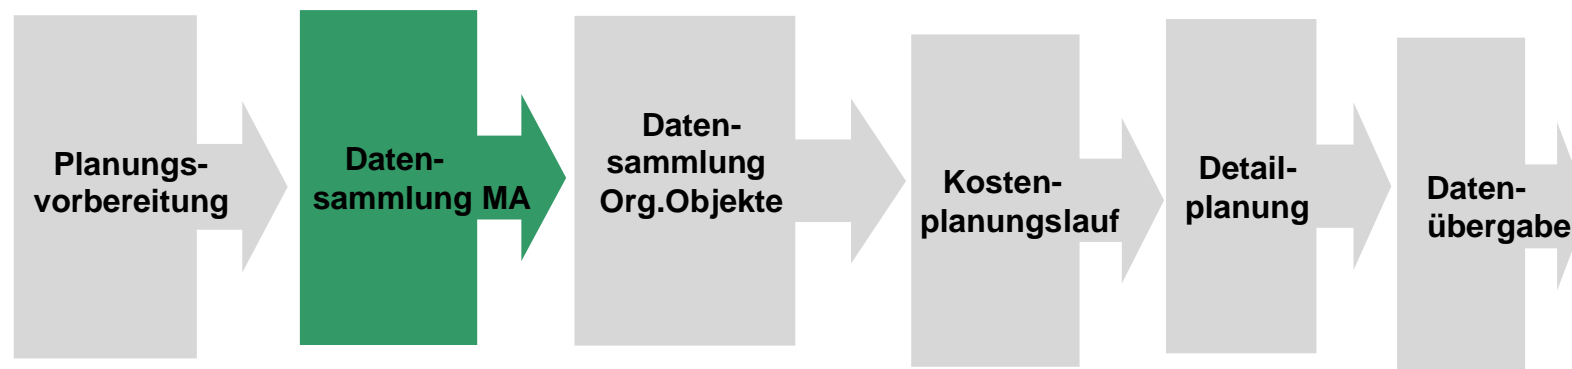 Planungs-
vorbereitung
Daten-
sammlung MA
Daten-
sammlung
Org.Objekte
Kosten-
planungslauf
Detail-
planung
Daten-
übergabe